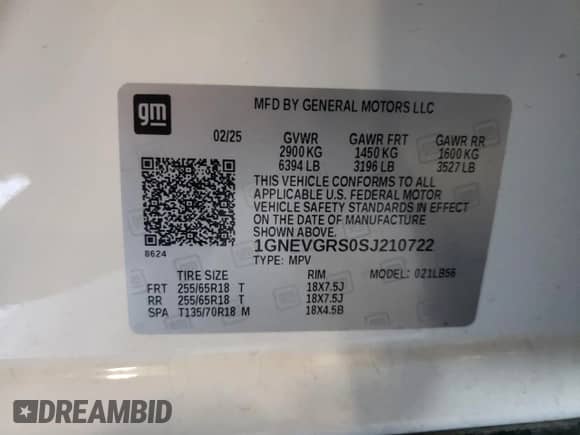 gm
MFD BY GENERAL MOTORS LLC
02/25 GVWR GAWR FRT GAWR RR
2900 KG 1450 KG 1600 KG
6394 LB 3196 LB 3527 LB
THIS VEHICLE CONFORMS TO ALL
APPLICABLE U.S. FEDERAL MOTOR
VEHICLE SAFETY STANDARDS IN EFFECT
ON THE DATE OF MANUFACTURE
SHOWN ABOVE.
8624
1GNEVGRS0SJ210722
TYPE: MPV
TIRE SIZE RIM MODEL: 021LB56
FRT 255/65R18 T 18X7.5J
RR 255/65R18 T 18X7.5J
SPA T135/70R18 M 18X4.5B
DREAMBID